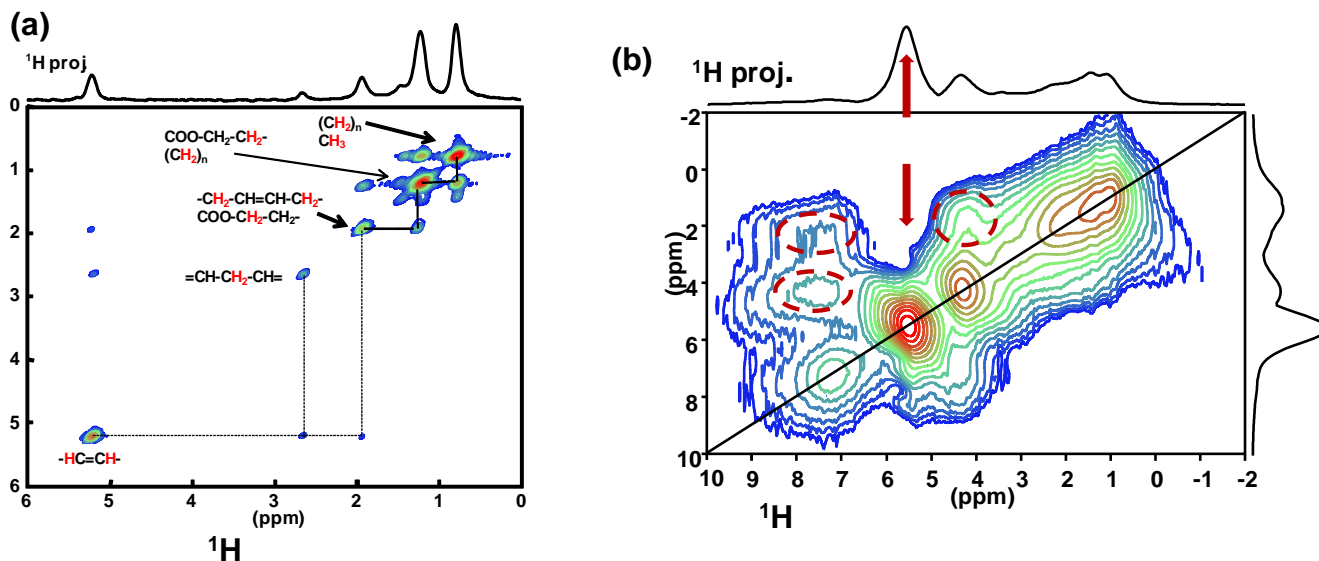 (a)
¹H proj.
0
1
2
3
4
5
6
COO-CH₂-CH₂-
(CH₂)n
(CH₂)n
CH₃
-CH₂-CH=CH-CH₂-
COO-CH₂-CH₂-
=CH-CH₂-CH=
-HC=CH-
6
5
4
3
2
1
0
(ppm)
¹H
(b)
¹H proj.
-2
0
2
4
6
8
10
(ppm)
10
9
8
7
6
5
4
3
2
1
0
-1
-2
(ppm)
¹H